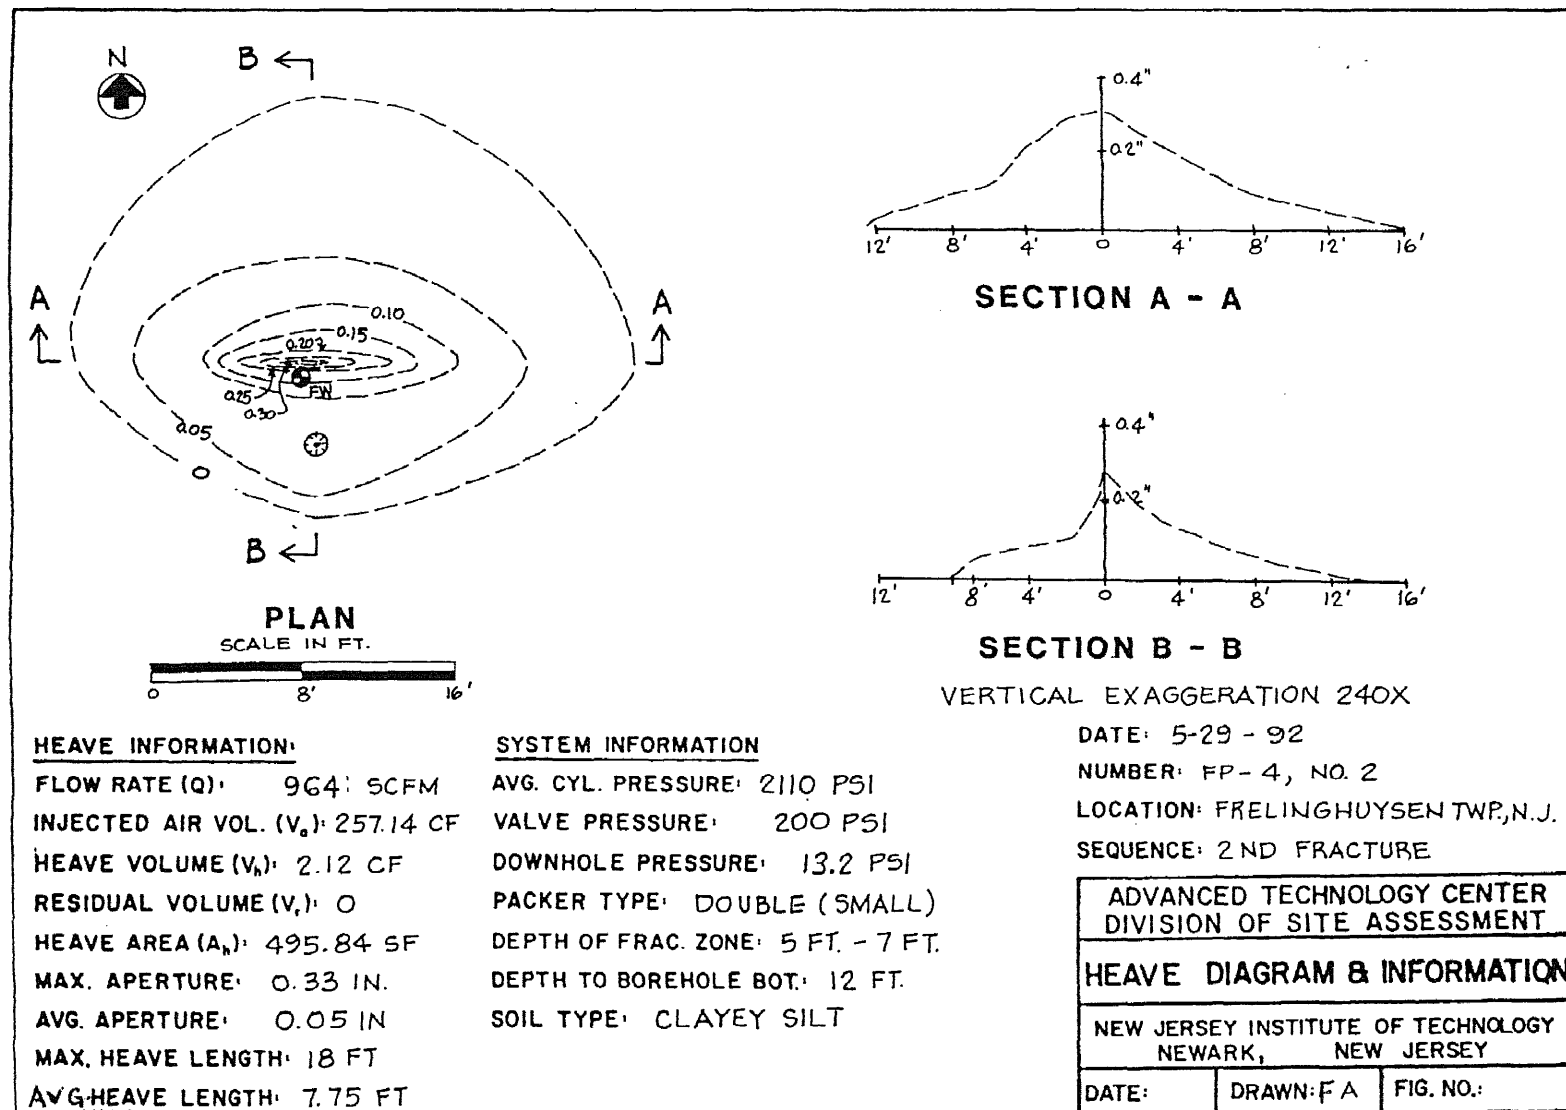 N
B
A
A
0.10
0.15
0.20
0.25
0.30
FW
0.05
0
B
PLAN
SCALE IN FT.
0 8' 16'
0.4"
0.2"
12' 8' 4' 0 4' 8' 12' 16'
SECTION A - A
0.4"
0.2"
12' 8' 4' 0 4' 8' 12' 16'
SECTION B - B
VERTICAL EXAGGERATION 240X
HEAVE INFORMATION:
FLOW RATE (Q): 964 SCFM
INJECTED AIR VOL. (Va): 257.14 CF
HEAVE VOLUME (Vh): 2.12 CF
RESIDUAL VOLUME (Vr): 0
HEAVE AREA (Ah): 495.84 SF
MAX. APERTURE: 0.33 IN.
AVG. APERTURE: 0.05 IN
MAX. HEAVE LENGTH: 18 FT
AVG HEAVE LENGTH: 7.75 FT
SYSTEM INFORMATION
AVG. CYL. PRESSURE: 2110 PSI
VALVE PRESSURE: 200 PSI
DOWNHOLE PRESSURE: 13.2 PSI
PACKER TYPE: DOUBLE (SMALL)
DEPTH OF FRAC. ZONE: 5 FT. - 7 FT.
DEPTH TO BOREHOLE BOT.: 12 FT.
SOIL TYPE: CLAYEY SILT
DATE: 5-29-92
NUMBER: FP-4, NO. 2
LOCATION: FRELINGHUYSEN TWP., N.J.
SEQUENCE: 2ND FRACTURE
ADVANCED TECHNOLOGY CENTER
DIVISION OF SITE ASSESSMENT
HEAVE DIAGRAM & INFORMATION
NEW JERSEY INSTITUTE OF TECHNOLOGY
NEWARK, NEW JERSEY
DATE: DRAWN: FA FIG. NO.: